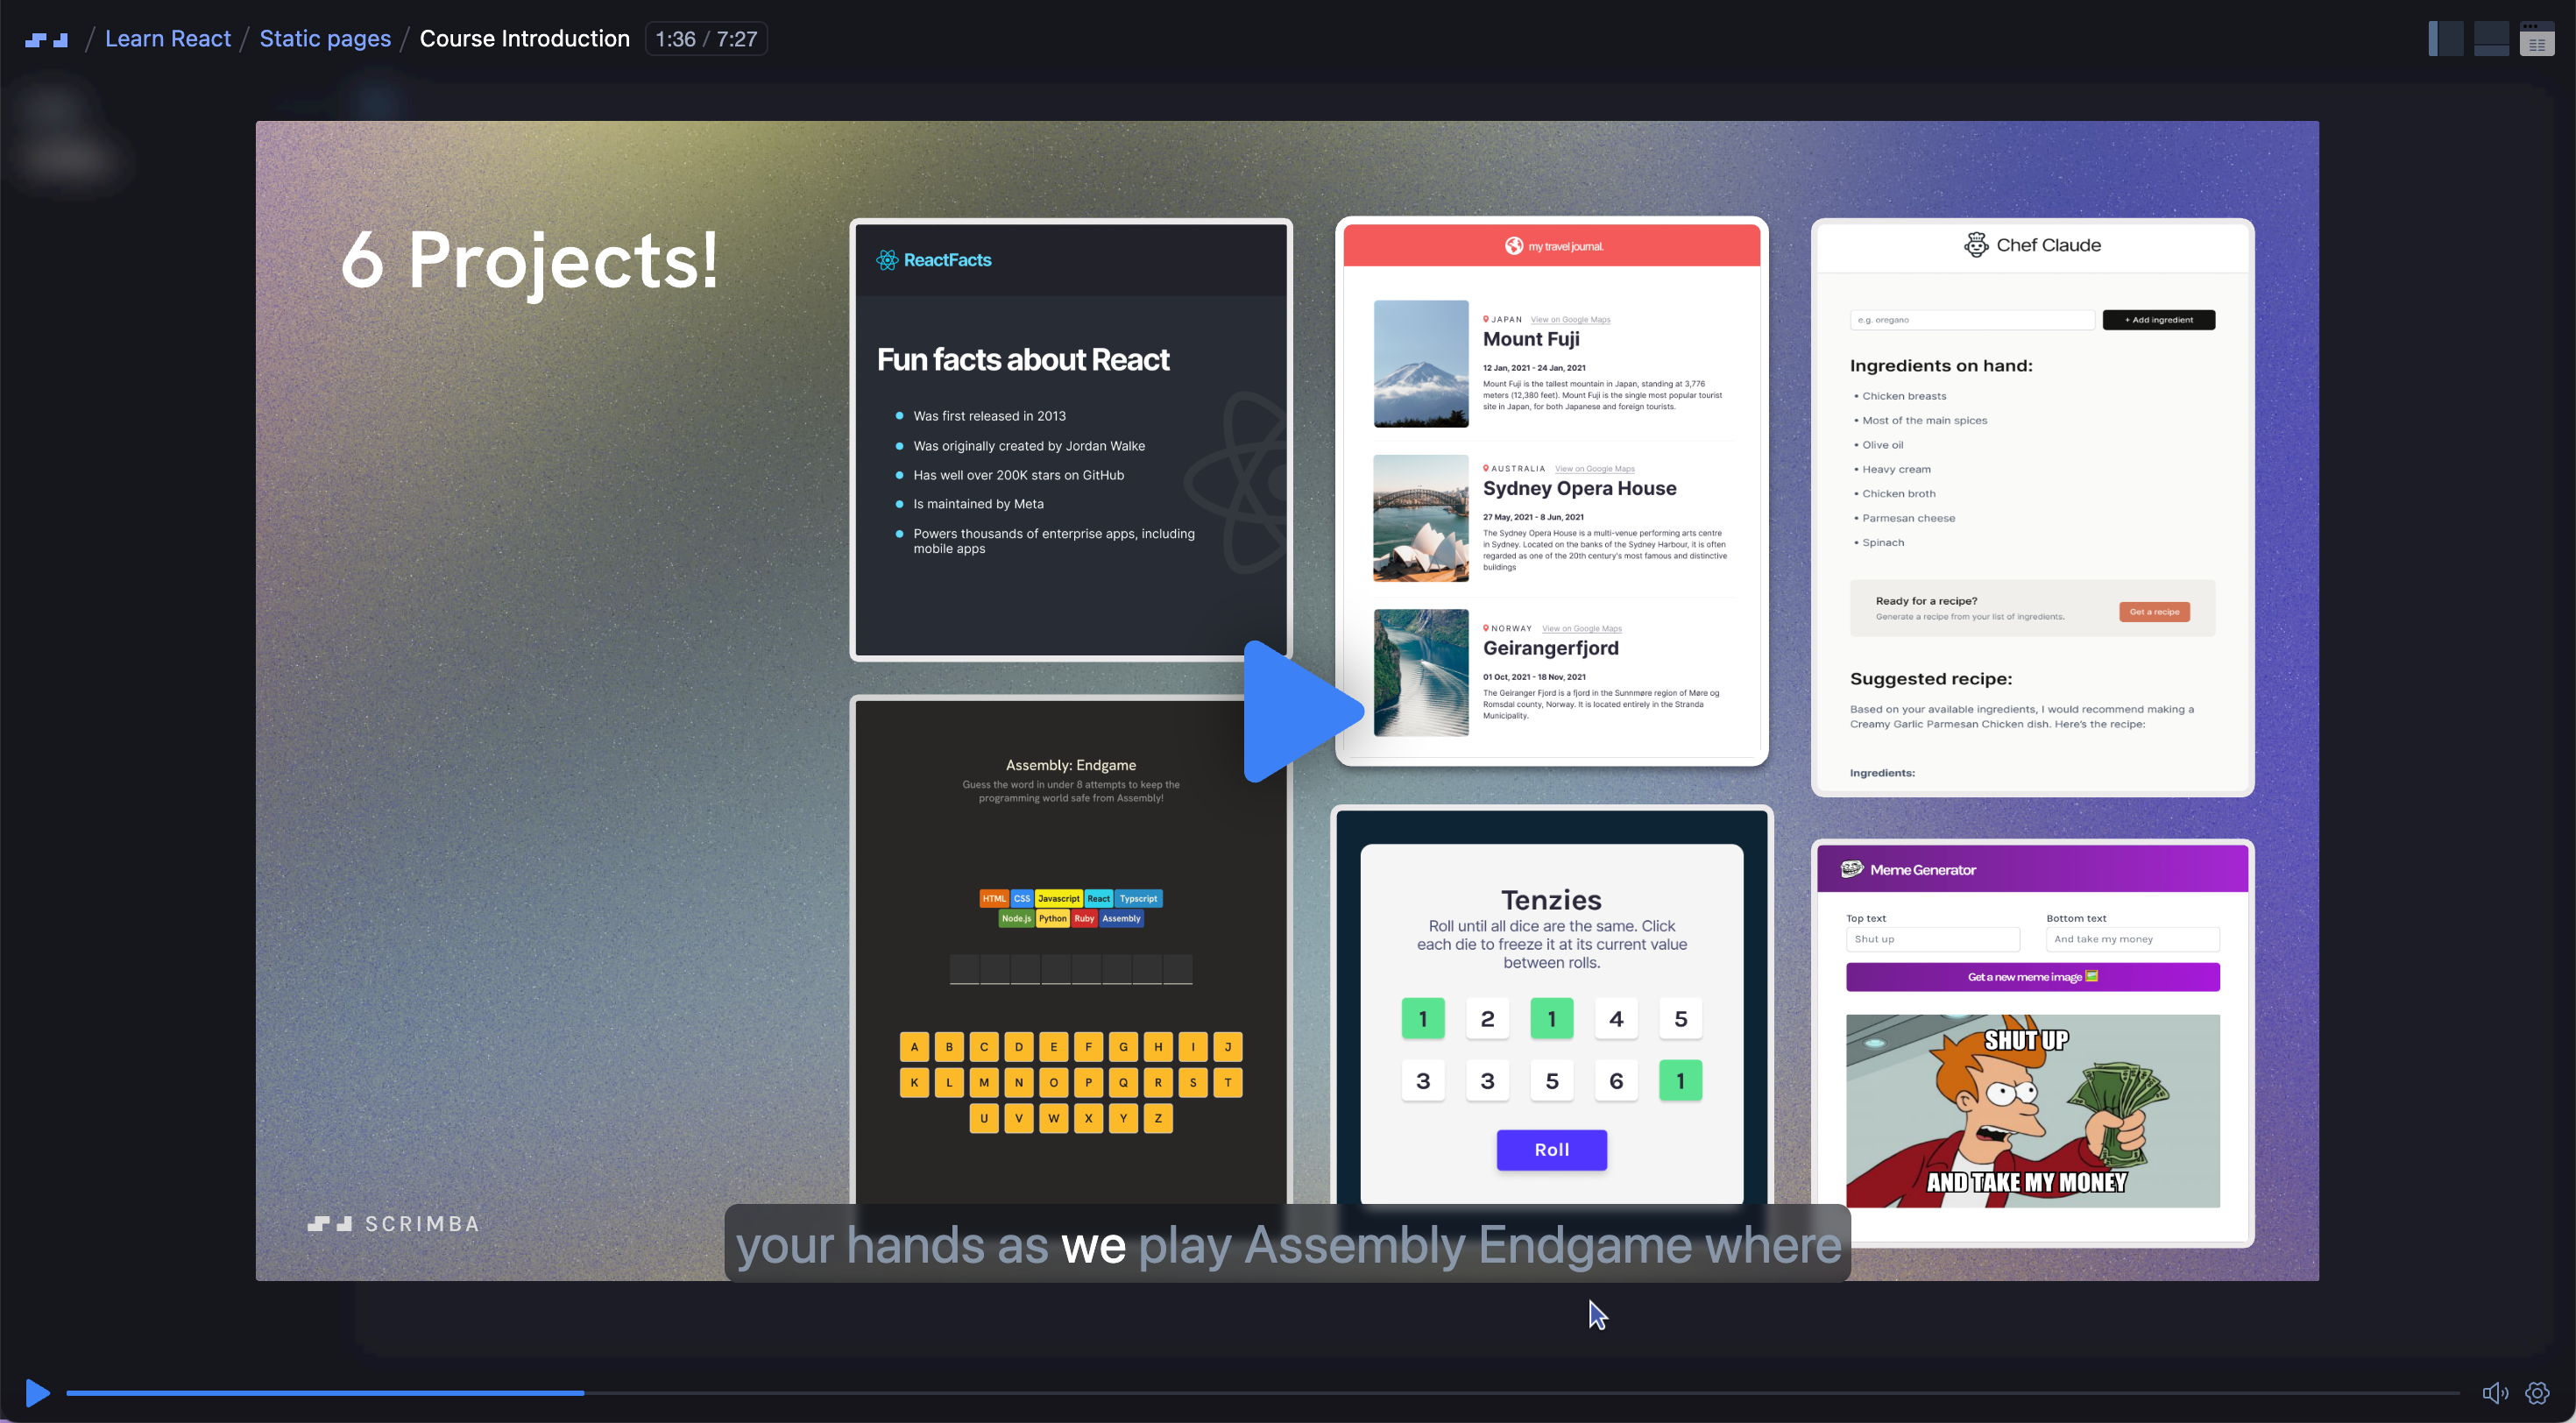 / Learn React / Static pages / Course Introduction 1:36 / 7:27
6 Projects!
ReactFacts
Fun facts about React
Was first released in 2013
Was originally created by Jordan Walke
Has well over 200K stars on GitHub
Is maintained by Meta
Powers thousands of enterprise apps, including
mobile apps
my travel journal.
JAPAN View on Google Maps
Mount Fuji
12 Jan, 2021 - 24 Jan, 2021
Mount Fuji is the tallest mountain in Japan, standing at 3,776
meters (12,380 feet). Mount Fuji is the single most popular tourist
site in Japan, for both Japanese and foreign tourists.
AUSTRALIA View on Google Maps
Sydney Opera House
27 May, 2021 - 8 Jun, 2021
The Sydney Opera House is a multi-venue performing arts centre
in Sydney. Located on the banks of the Sydney Harbour, it is often
regarded as one of the 20th century's most famous and distinctive
buildings
NORWAY View on Google Maps
Geirangerfjord
01 Oct, 2021 - 18 Nov, 2021
The Geiranger Fjord is a fjord in the Sunnmøre region of Møre og
Romsdal county, Norway. It is located entirely in the Stranda
Municipality.
Chef Claude
e.g. oregano
+ Add ingredient
Ingredients on hand:
• Chicken breasts
• Most of the main spices
• Olive oil
• Heavy cream
• Chicken broth
• Parmesan cheese
• Spinach
Ready for a recipe?
Generate a recipe from your list of ingredients.
Get a recipe
Suggested recipe:
Based on your available ingredients, I would recommend making a
Creamy Garlic Parmesan Chicken dish. Here's the recipe:
Ingredients:
Assembly: Endgame
Guess the word in under 8 attempts to keep the
programming world safe from Assembly!
HTML CSS Javascript React Typscript
Node.js Python Ruby Assembly
A B C D E F G H I J
K L M N O P Q R S T
U V W X Y Z
Tenzies
Roll until all dice are the same. Click
each die to freeze it at its current value
between rolls.
1 2 1 4 5
3 3 5 6 1
Roll
Meme Generator
Top text Bottom text
Shut up And take my money
Get a new meme image
SHUT UP
AND TAKE MY MONEY
SCRIMBA
your hands as we play Assembly Endgame where